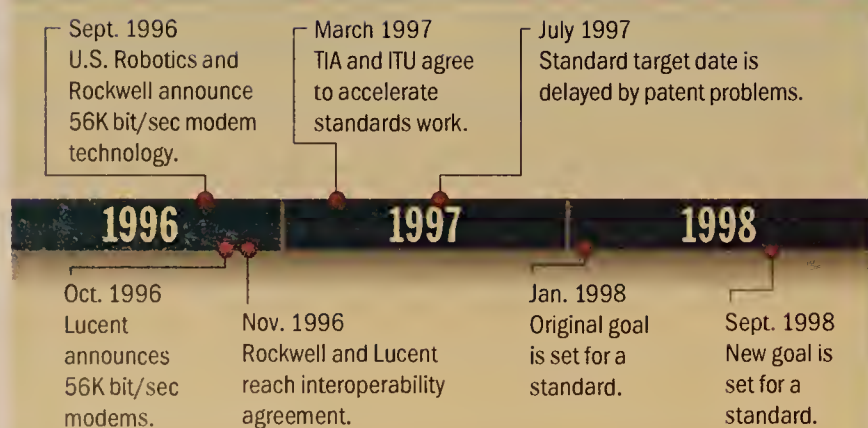 Sept. 1996
U.S. Robotics and
Rockwell announce
56K bit/sec modem
technology.
March 1997
TIA and ITU agree
to accelerate
standards work.
July 1997
Standard target date is
delayed by patent problems.
1996
1997
1998
Oct. 1996
Lucent
announces
56K bit/sec
modems.
Nov. 1996
Rockwell and Lucent
reach interoperability
agreement.
Jan. 1998
Original goal
is set for a
standard.
Sept. 1998
New goal is
set for a
standard.